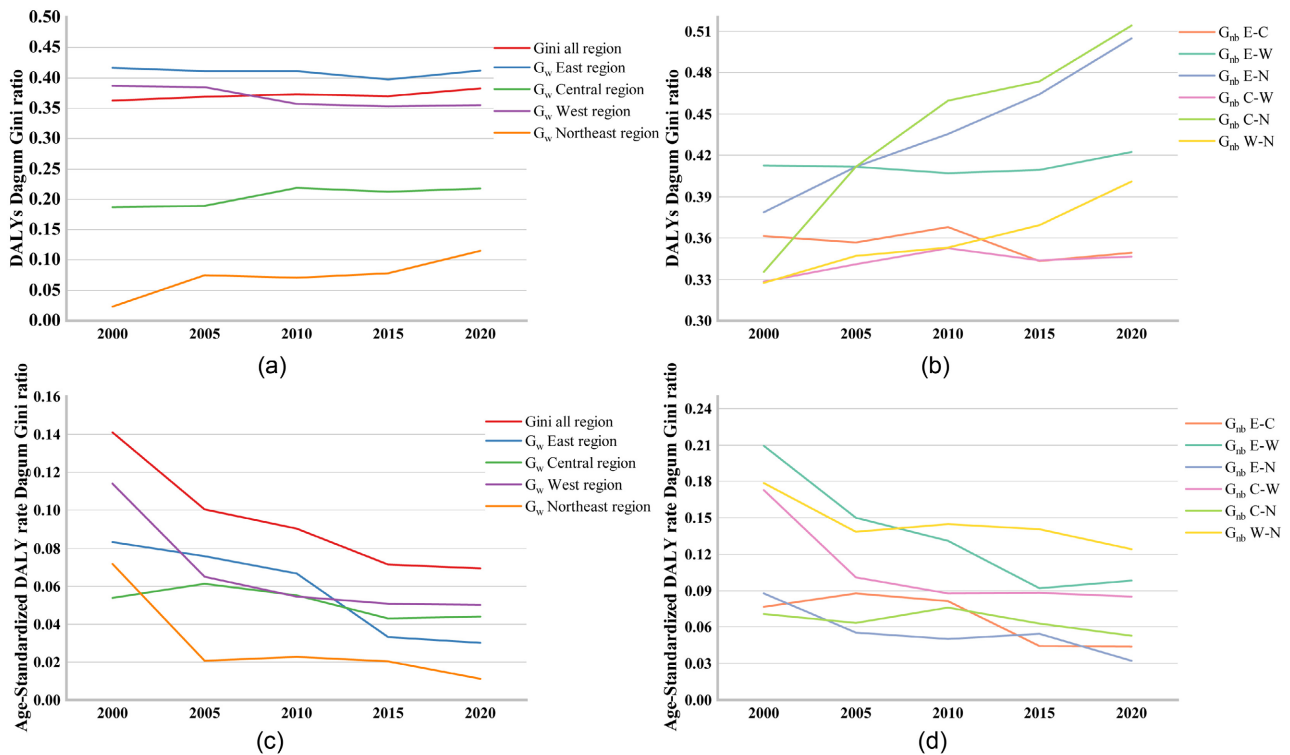 DALYs Dagum Gini ratio
0.50
0.45
0.40
0.35
0.30
0.25
0.20
0.15
0.10
0.05
0.00
2000 2005 2010 2015 2020
Gini all region
Gw East region
Gw Central region
Gw West region
Gw Northeast region
(a)
DALYs Dagum Gini ratio
0.51
0.48
0.45
0.42
0.39
0.36
0.33
0.30
2000 2005 2010 2015 2020
Gnb E-C
Gnb E-W
Gnb E-N
Gnb C-W
Gnb C-N
Gnb W-N
(b)
Age-Standardized DALY rate Dagum Gini ratio
0.16
0.14
0.12
0.10
0.08
0.06
0.04
0.02
0.00
2000 2005 2010 2015 2020
Gini all region
Gw East region
Gw Central region
Gw West region
Gw Northeast region
(c)
Age-Standardized DALY rate Dagum Gini ratio
0.24
0.21
0.18
0.15
0.12
0.09
0.06
0.03
0.00
2000 2005 2010 2015 2020
Gnb E-C
Gnb E-W
Gnb E-N
Gnb C-W
Gnb C-N
Gnb W-N
(d)